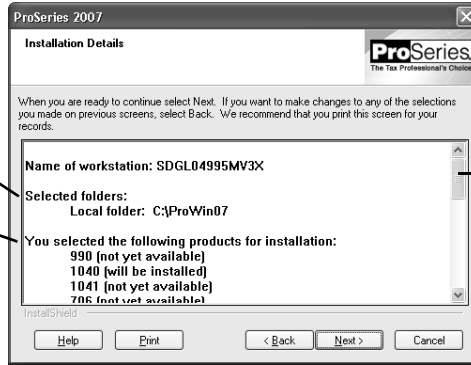 ProSeries 2007
Installation Details
ProSeries
The Tax Professional's Choice
When you are ready to continue select Next. If you want to make changes to any of the selections
you made on previous screens, select Back. We recommend that you print this screen for your
records.
Name of workstation: SDGL04995MV3X
Selected folders:
Local folder: C:\ProWin07
You selected the following products for installation:
990 (not yet available)
1040 (will be installed)
1041 (not yet available)
706 (not yet available)
InstallShield
Help Print < Back Next > Cancel